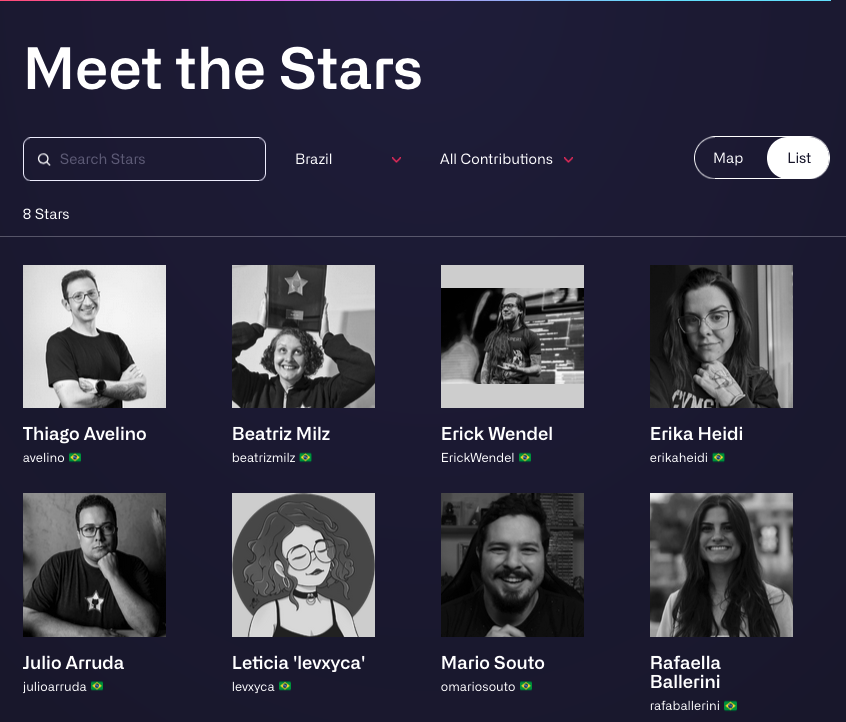 Meet the Stars
Search Stars
Brazil
All Contributions
Map
List
8 Stars
Thiago Avelino
avelino
Beatriz Milz
beatrizmilz
Erick Wendel
ErickWendel
Erika Heidi
erikaheidi
Julio Arruda
julioarruda
Leticia 'levxyca'
levxyca
Mario Souto
omariosouto
Rafaella
Ballerini
rafaballerini